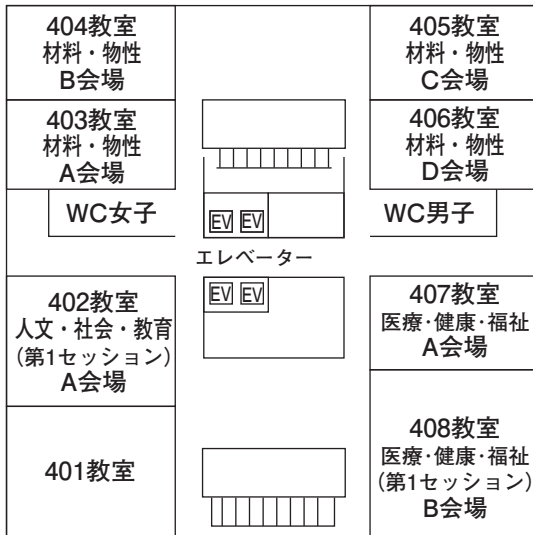 404教室
材料・物性
B会場
405教室
材料・物性
C会場
403教室
材料・物性
A会場
406教室
材料・物性
D会場
WC女子
EV EV
WC男子
エレベーター
EV EV
402教室
人文・社会・教育
(第1セッション)
A会場
407教室
医療・健康・福祉
A会場
401教室
408教室
医療・健康・福祉
(第1セッション)
B会場